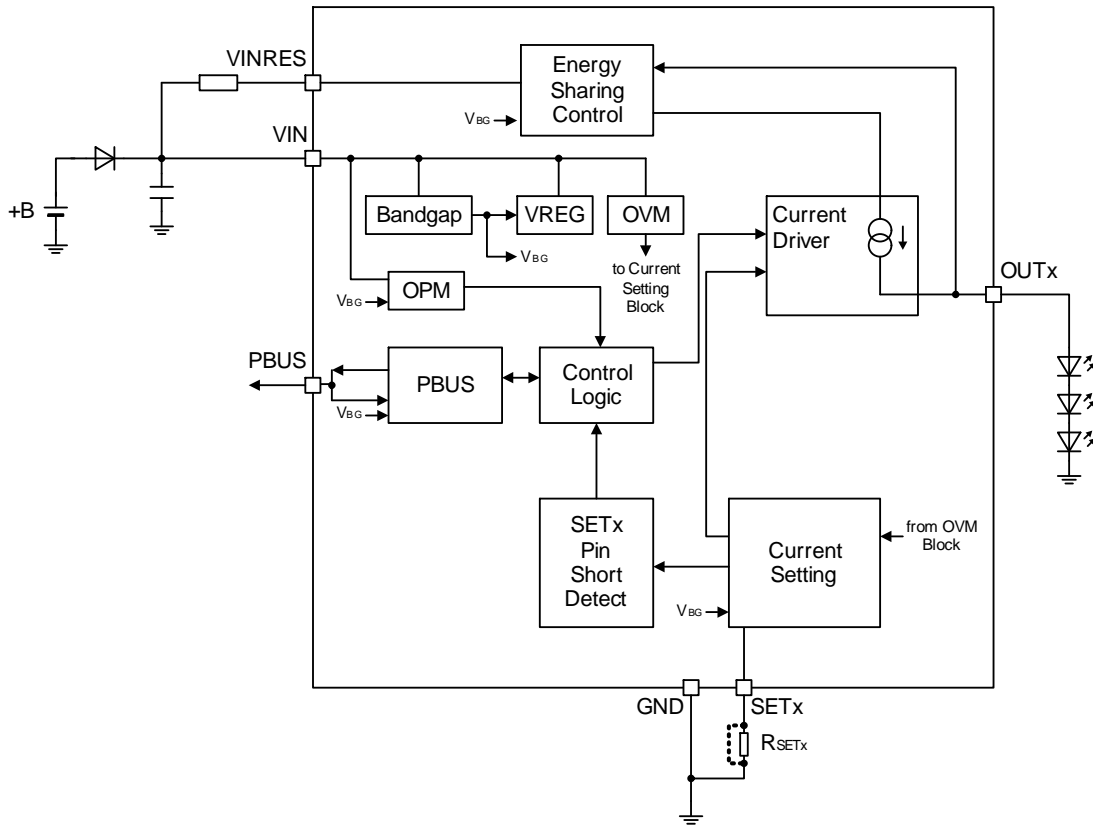 VINRES
Energy
Sharing
Control
VBG
VIN
+B
Bandgap
VREG
OVM
VBG
to Current
Setting
Block
Current
Driver
OUTx
VBG
OPM
PBUS
PBUS
VBG
Control
Logic
SETx
Pin
Short
Detect
Current
Setting
from OVM
Block
VBG
GND
SETx
RSETx